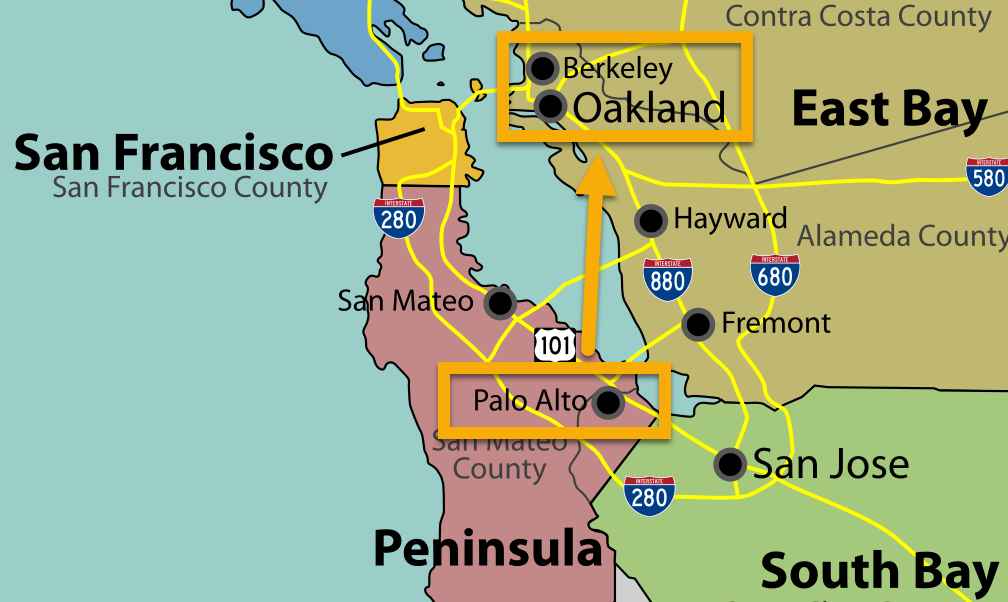 Contra Costa County
Berkeley
Oakland
East Bay
San Francisco
San Francisco County
INTERSTATE
580
INTERSTATE
280
Hayward
Alameda County
INTERSTATE
880
INTERSTATE
680
San Mateo
Fremont
101
Palo Alto
San Mateo
County
San Jose
INTERSTATE
280
Peninsula
South Bay